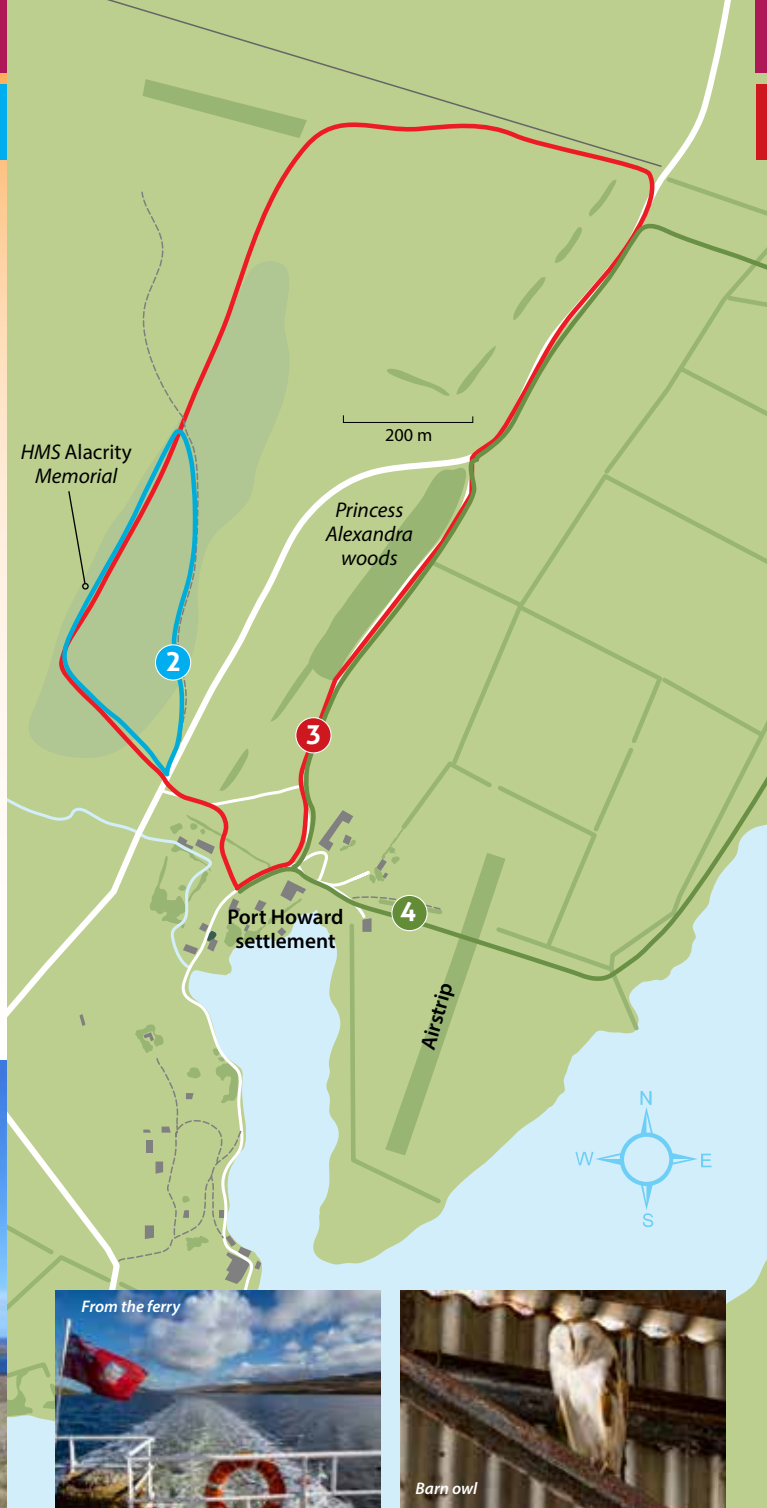 HMS Alacrity
Memorial
200 m
Princess
Alexandra
woods
2
3
4
Port Howard
settlement
Airstrip
N
W
E
S
From the ferry
Barn owl